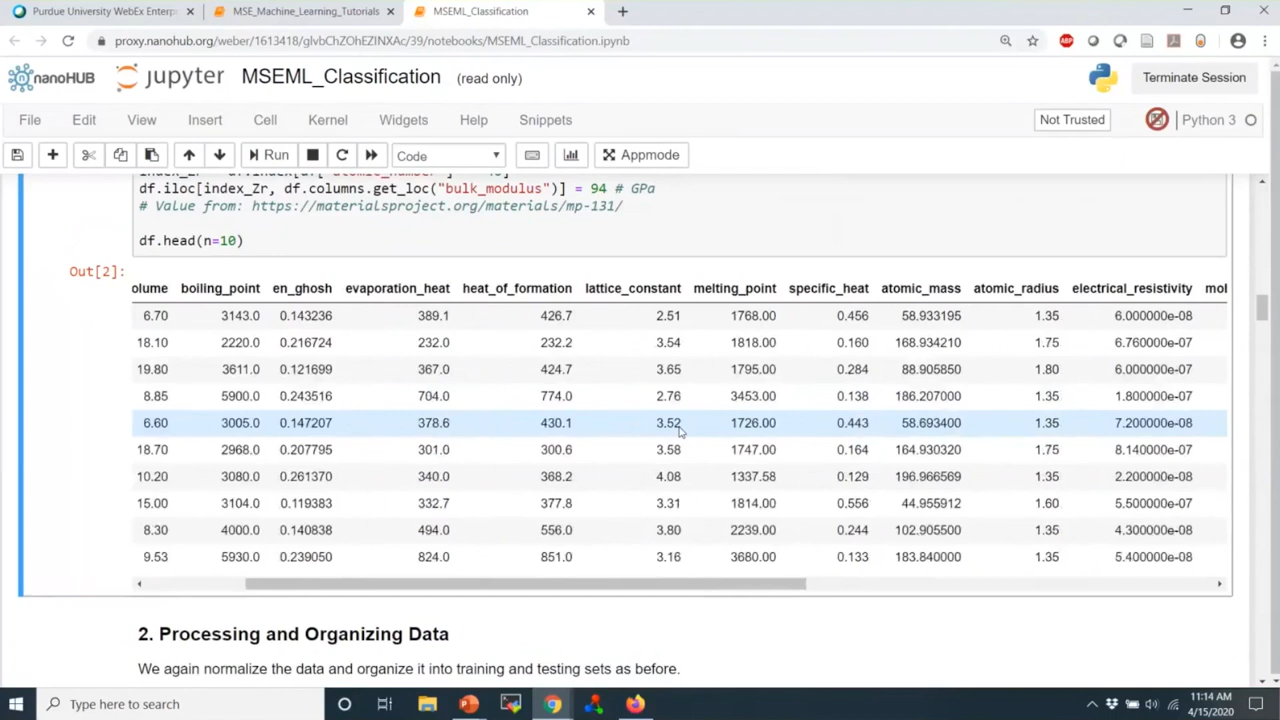 Purdue University WebEx Enterp
MSE_Machine_Learning_Tutorials
MSEML_Classification
proxy.nanohub.org/weber/1613418/glvbChZOhEZINXAc/39/notebooks/MSEML_Classification.ipynb
ABP
nanoHUB
jupyter
MSEML_Classification
(read only)
Terminate Session
File Edit View Insert Cell Kernel Widgets Help Snippets
Not Trusted
Python 3
Run
Code
Appmode
df.iloc[index_Zr, df.columns.get_loc("bulk_modulus")] = 94 # GPa
# Value from: https://materialsproject.org/materials/mp-131/
df.head(n=10)
Out[2]:
olume boiling_point en_ghosh evaporation_heat heat_of_formation lattice_constant melting_point specific_heat atomic_mass atomic_radius electrical_resistivity mol
6.70 3143.0 0.143236 389.1 426.7 2.51 1768.00 0.456 58.933195 1.35 6.000000e-08
18.10 2220.0 0.216724 232.0 232.2 3.54 1818.00 0.160 168.934210 1.75 6.760000e-07
19.80 3611.0 0.121699 367.0 424.7 3.65 1795.00 0.284 88.905850 1.80 6.000000e-07
8.85 5900.0 0.243516 704.0 774.0 2.76 3453.00 0.138 186.207000 1.35 1.800000e-07
6.60 3005.0 0.147207 378.6 430.1 3.52 1726.00 0.443 58.693400 1.35 7.200000e-08
18.70 2968.0 0.207795 301.0 300.6 3.58 1747.00 0.164 164.930320 1.75 8.140000e-07
10.20 3080.0 0.261370 340.0 368.2 4.08 1337.58 0.129 196.966569 1.35 2.200000e-08
15.00 3104.0 0.119383 332.7 377.8 3.31 1814.00 0.556 44.955912 1.60 5.500000e-07
8.30 4000.0 0.140838 494.0 556.0 3.80 2239.00 0.244 102.905500 1.35 4.300000e-08
9.53 5930.0 0.239050 824.0 851.0 3.16 3680.00 0.133 183.840000 1.35 5.400000e-08
2. Processing and Organizing Data
We again normalize the data and organize it into training and testing sets as before.
Type here to search
11:14 AM
4/15/2020